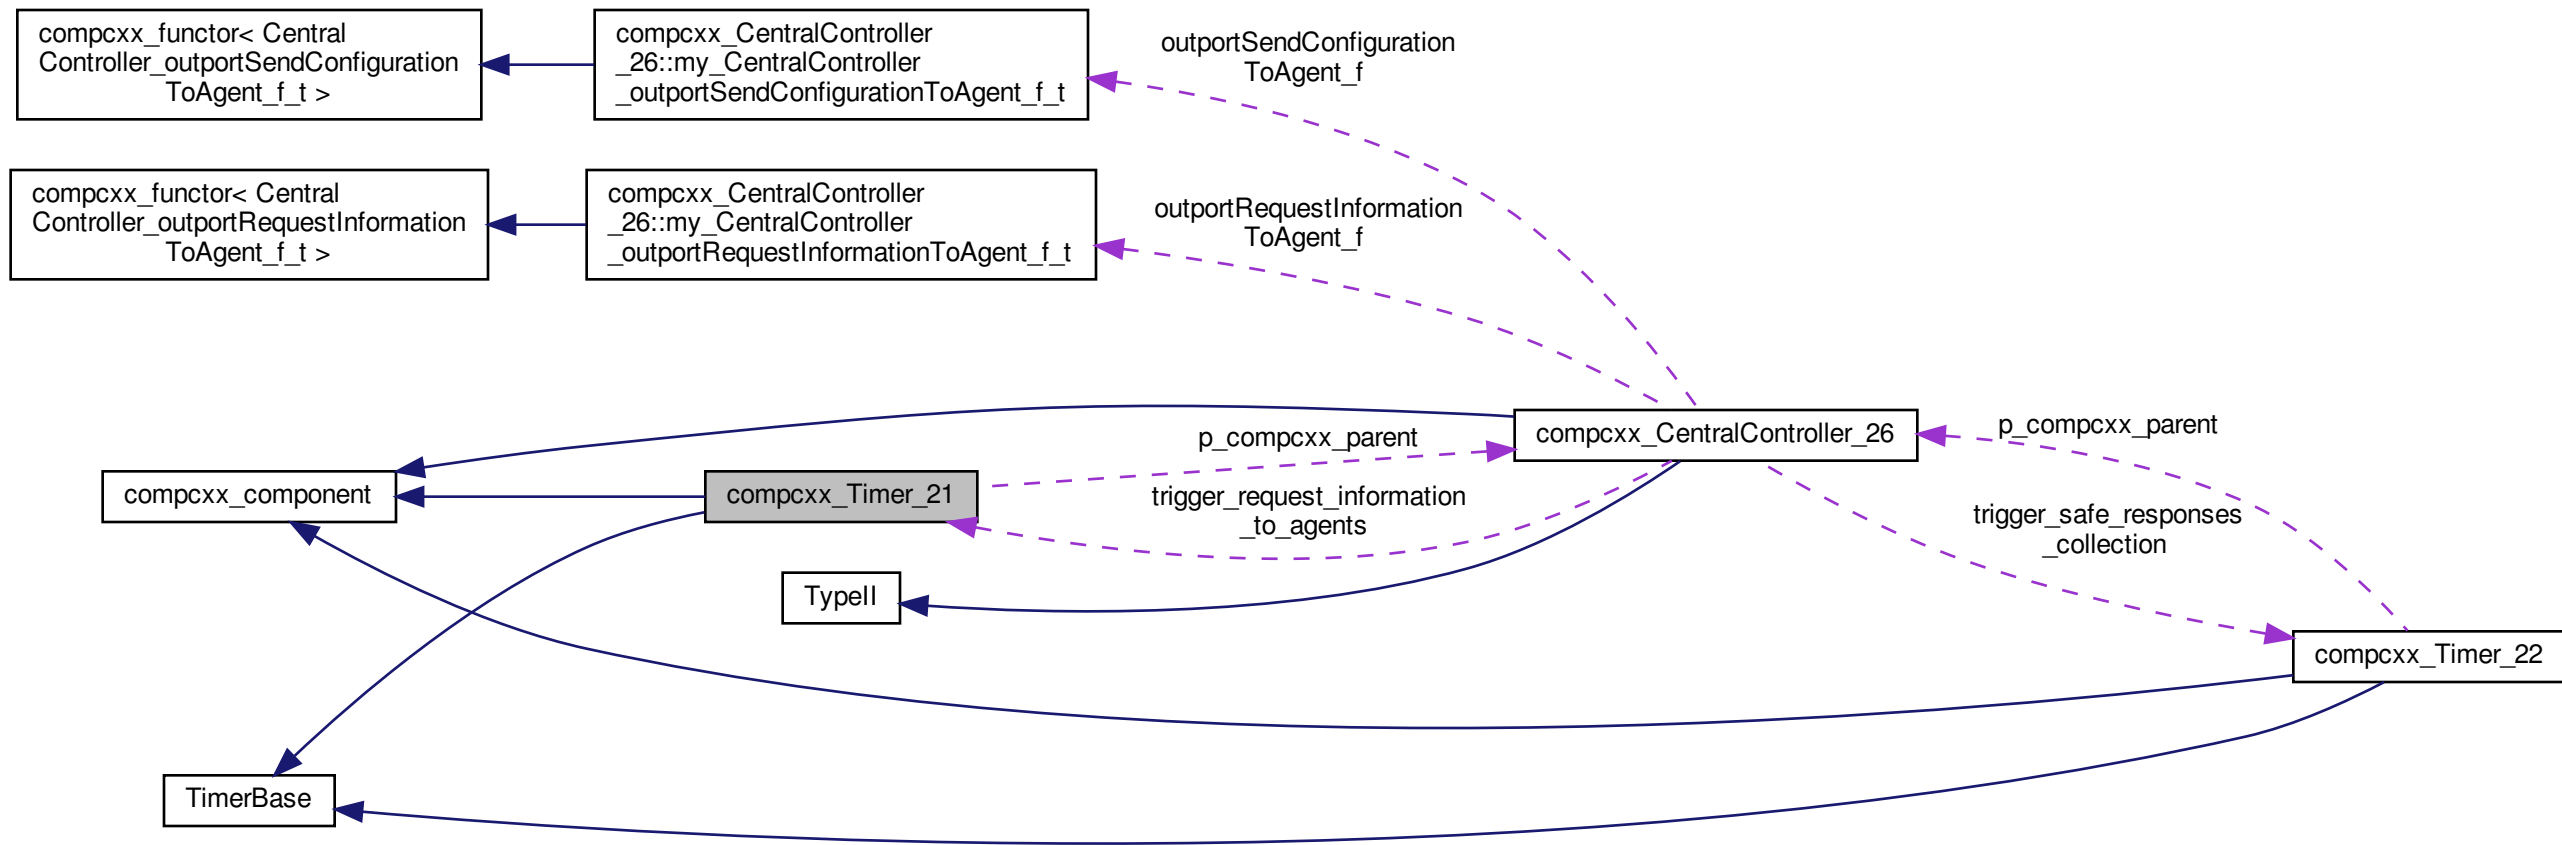 compcxx_functor< Central
Controller_outportSendConfiguration
ToAgent_f_t >
compcxx_CentralController
_26::my_CentralController
_outportSendConfigurationToAgent_f_t
outportSendConfiguration
ToAgent_f
compcxx_functor< Central
Controller_outportRequestInformation
ToAgent_f_t >
compcxx_CentralController
_26::my_CentralController
_outportRequestInformationToAgent_f_t
outportRequestInformation
ToAgent_f
compcxx_component
compcxx_Timer_21
p_compcxx_parent
trigger_request_information
_to_agents
compcxx_CentralController_26
p_compcxx_parent
trigger_safe_responses
_collection
TypeII
compcxx_Timer_22
TimerBase